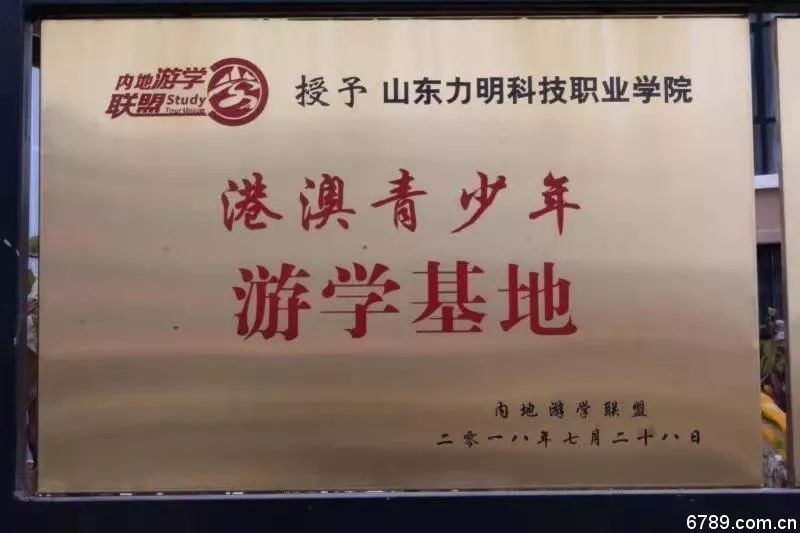 内地游学
联盟 Study
Tour Union
授予 山东力明科技职业学院
港澳青少年
游学基地
内地游学联盟
二零一八年七月二十八日
6789.com.cn